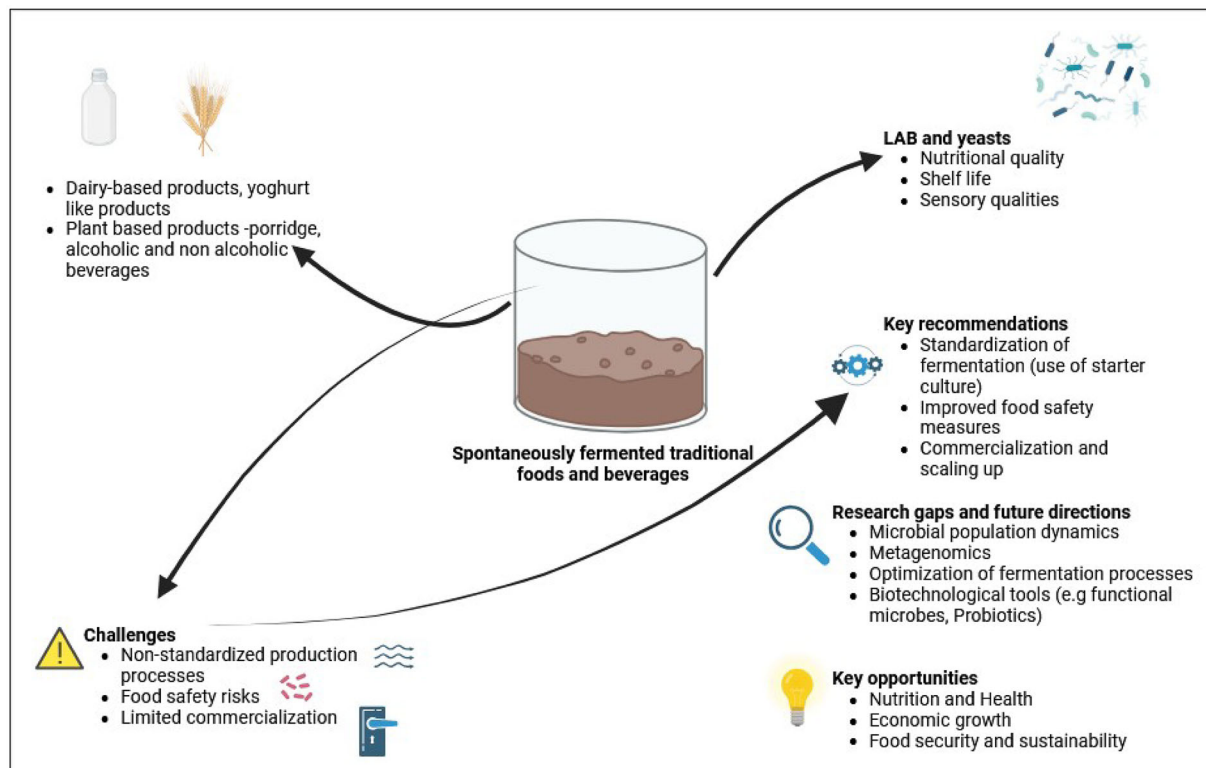 • Dairy-based products, yoghurt
like products
• Plant based products -porridge,
alcoholic and non alcoholic
beverages
LAB and yeasts
• Nutritional quality
• Shelf life
• Sensory qualities
Spontaneously fermented traditional
foods and beverages
Key recommendations
• Standardization of
fermentation (use of starter
culture)
• Improved food safety
measures
• Commercialization and
scaling up
Research gaps and future directions
• Microbial population dynamics
• Metagenomics
• Optimization of fermentation processes
• Biotechnological tools (e.g functional
microbes, Probiotics)
Challenges
• Non-standardized production
processes
• Food safety risks
• Limited commercialization
Key opportunities
• Nutrition and Health
• Economic growth
• Food security and sustainability